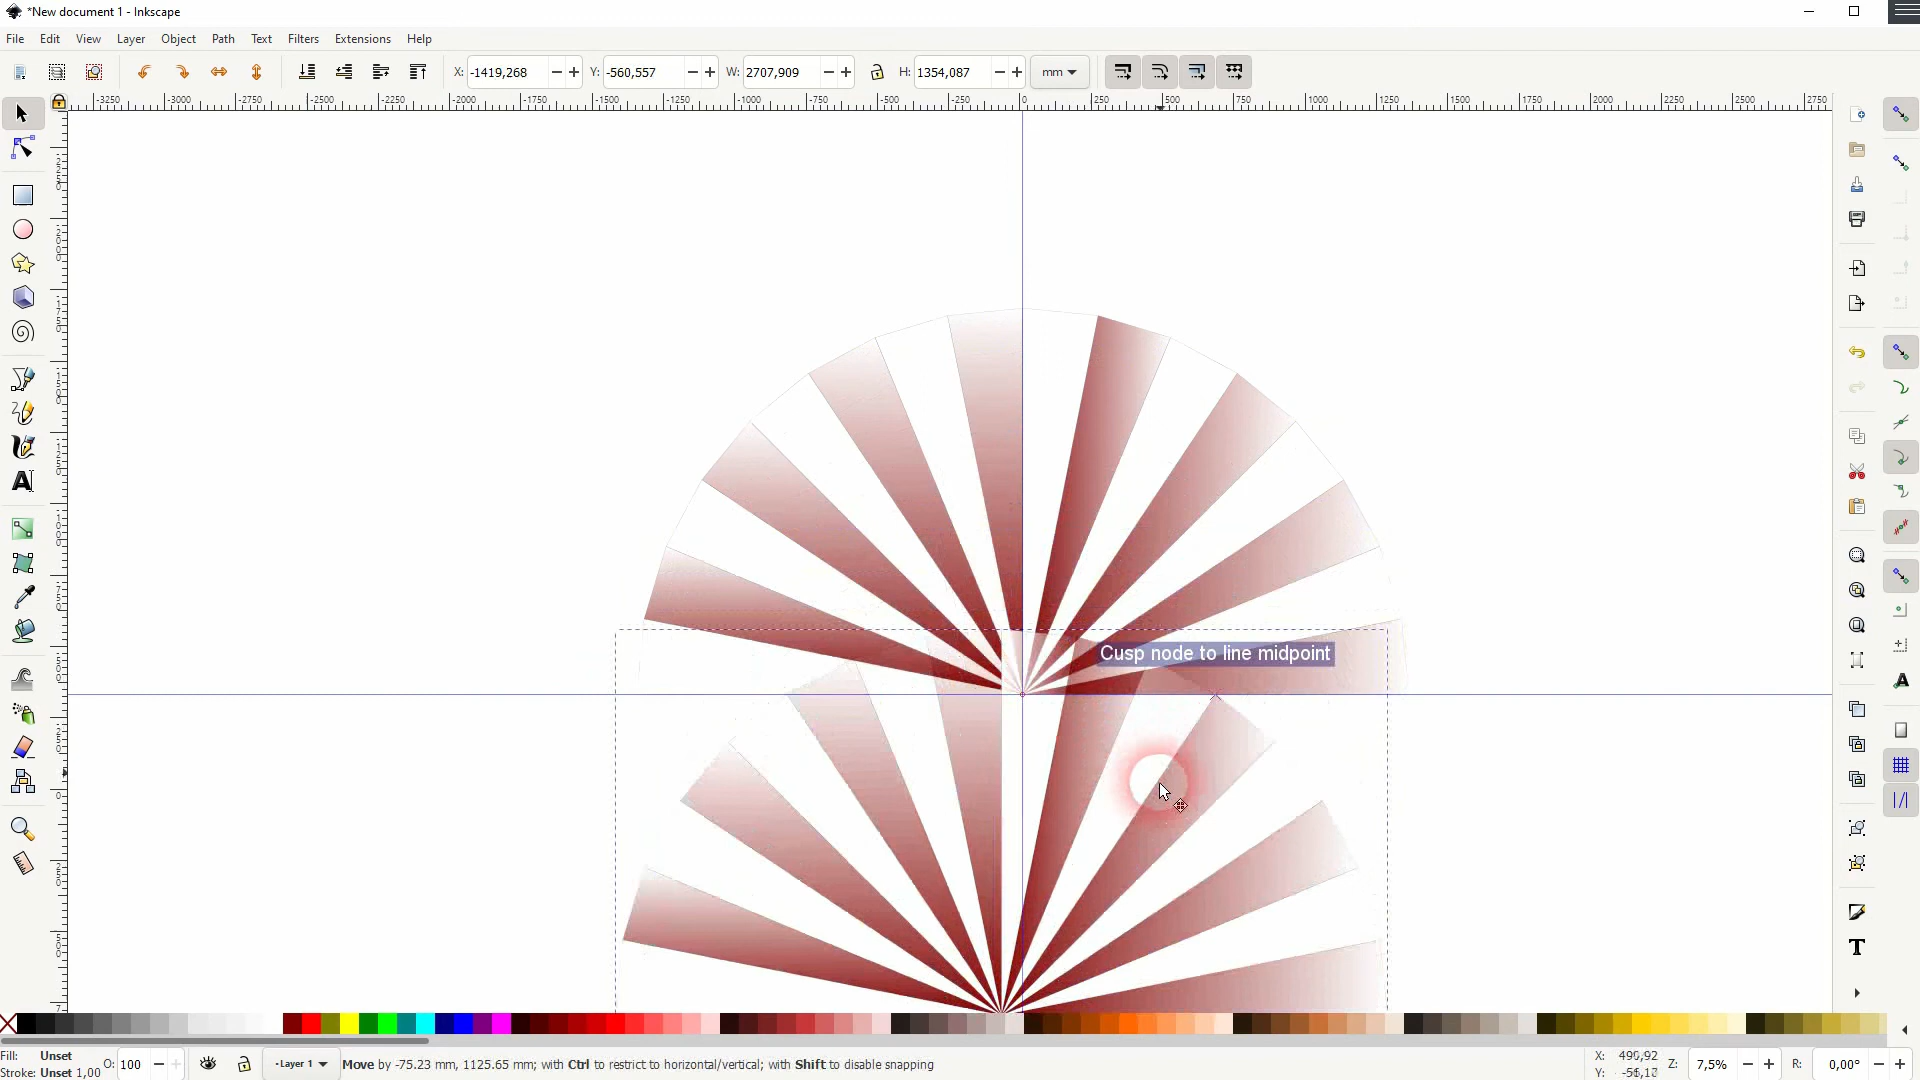 *New document 1 - Inkscape
File Edit View Layer Object Path Text Filters Extensions Help
X: -1419,268 Y: -560,557 W: 2707,909 H: 1354,087 mm
-3250 -3000 -2750 -2500 -2250 -2000 -1750 -1500 -1250 -1000 -750 -500 -250 0 250 500 750 1000 1250 1500 1750 2000 2250 2500 2750
Cusp node to line midpoint
Fill: Unset O: 100 -Layer 1 Move by -75.23 mm, 1125.65 mm; with Ctrl to restrict to horizontal/vertical; with Shift to disable snapping X: 490,92 Z: 7,5% R: 0,00°
Stroke: Unset 1,00 Y: -56,17